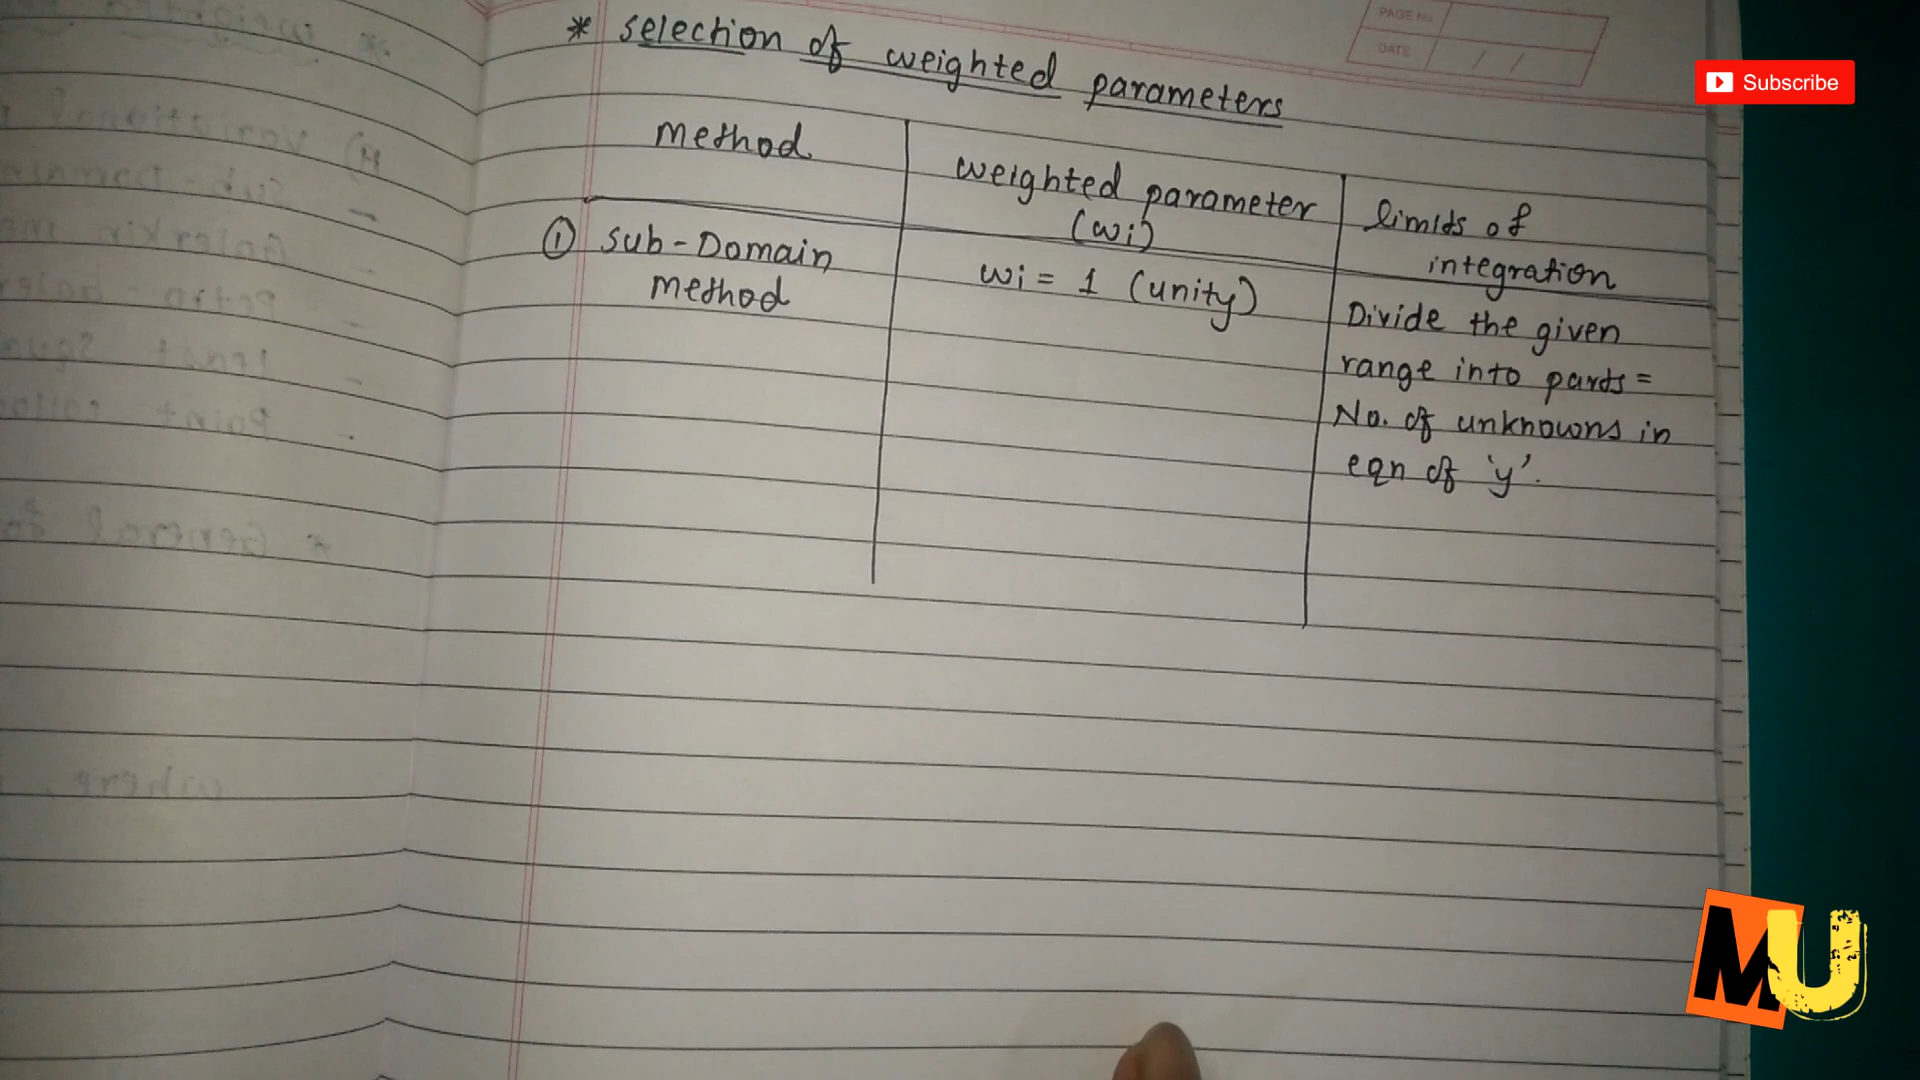 * selection of weighted parameters
PAGE No.
DATE / /
Subscribe
Method
weighted parameter
(wi)
limits of
integration
① Sub-Domain
Method
wi = 1 (unity)
Divide the given
range into parts =
No. of unknowns in
eqn of 'y'.
MU